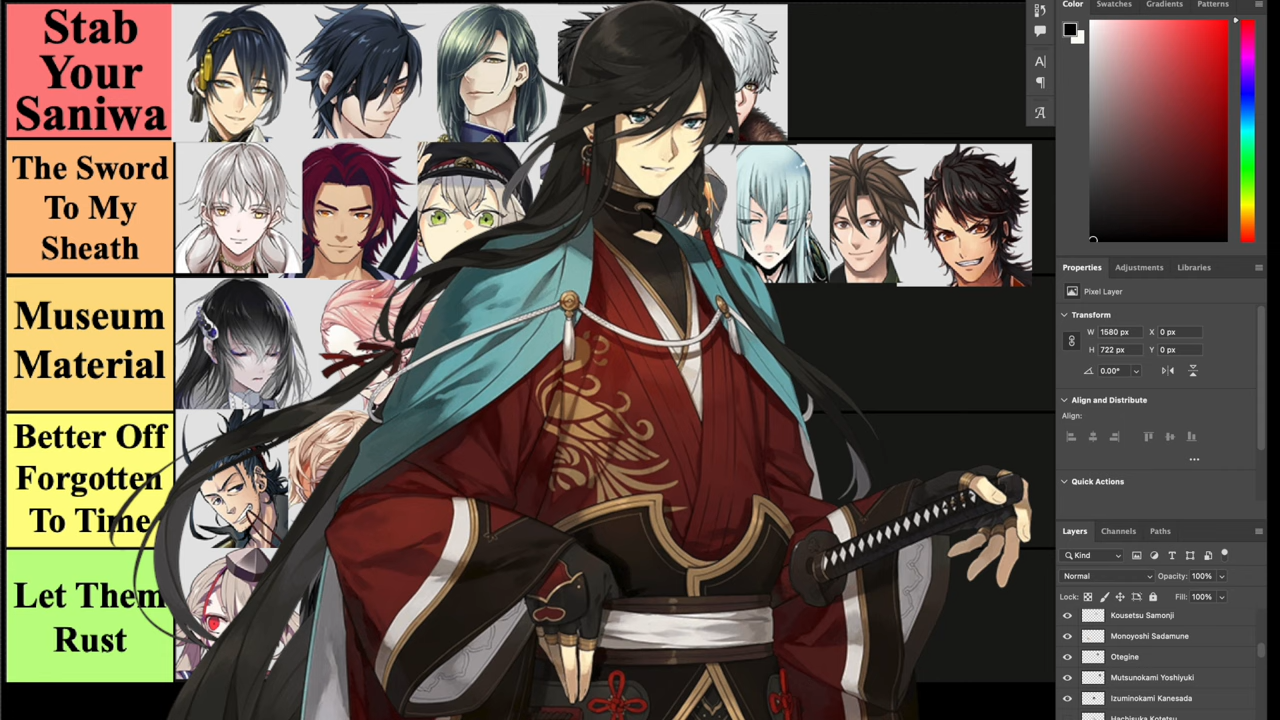 Stab
Your
Saniwa
The Sword
To My
Sheath
Museum
Material
Better Off
Forgotten
To Time
Let Them
Rust
Color
Swatches
Gradients
Patterns
A|
A
Properties
Adjustments
Libraries
Pixel Layer
Transform
W 1580 px X 0 px
H 722 px Y 0 px
0.00°
Align and Distribute
Align:
Quick Actions
Layers
Channels
Paths
Kind
T
Normal Opacity: 100%
Lock: Fill: 100%
Kousetsu Samonji
Monoyoshi Sadamune
Otegine
Mutsunokami Yoshiyuki
Izuminokami Kanesada
Hachisuka Kotetsu